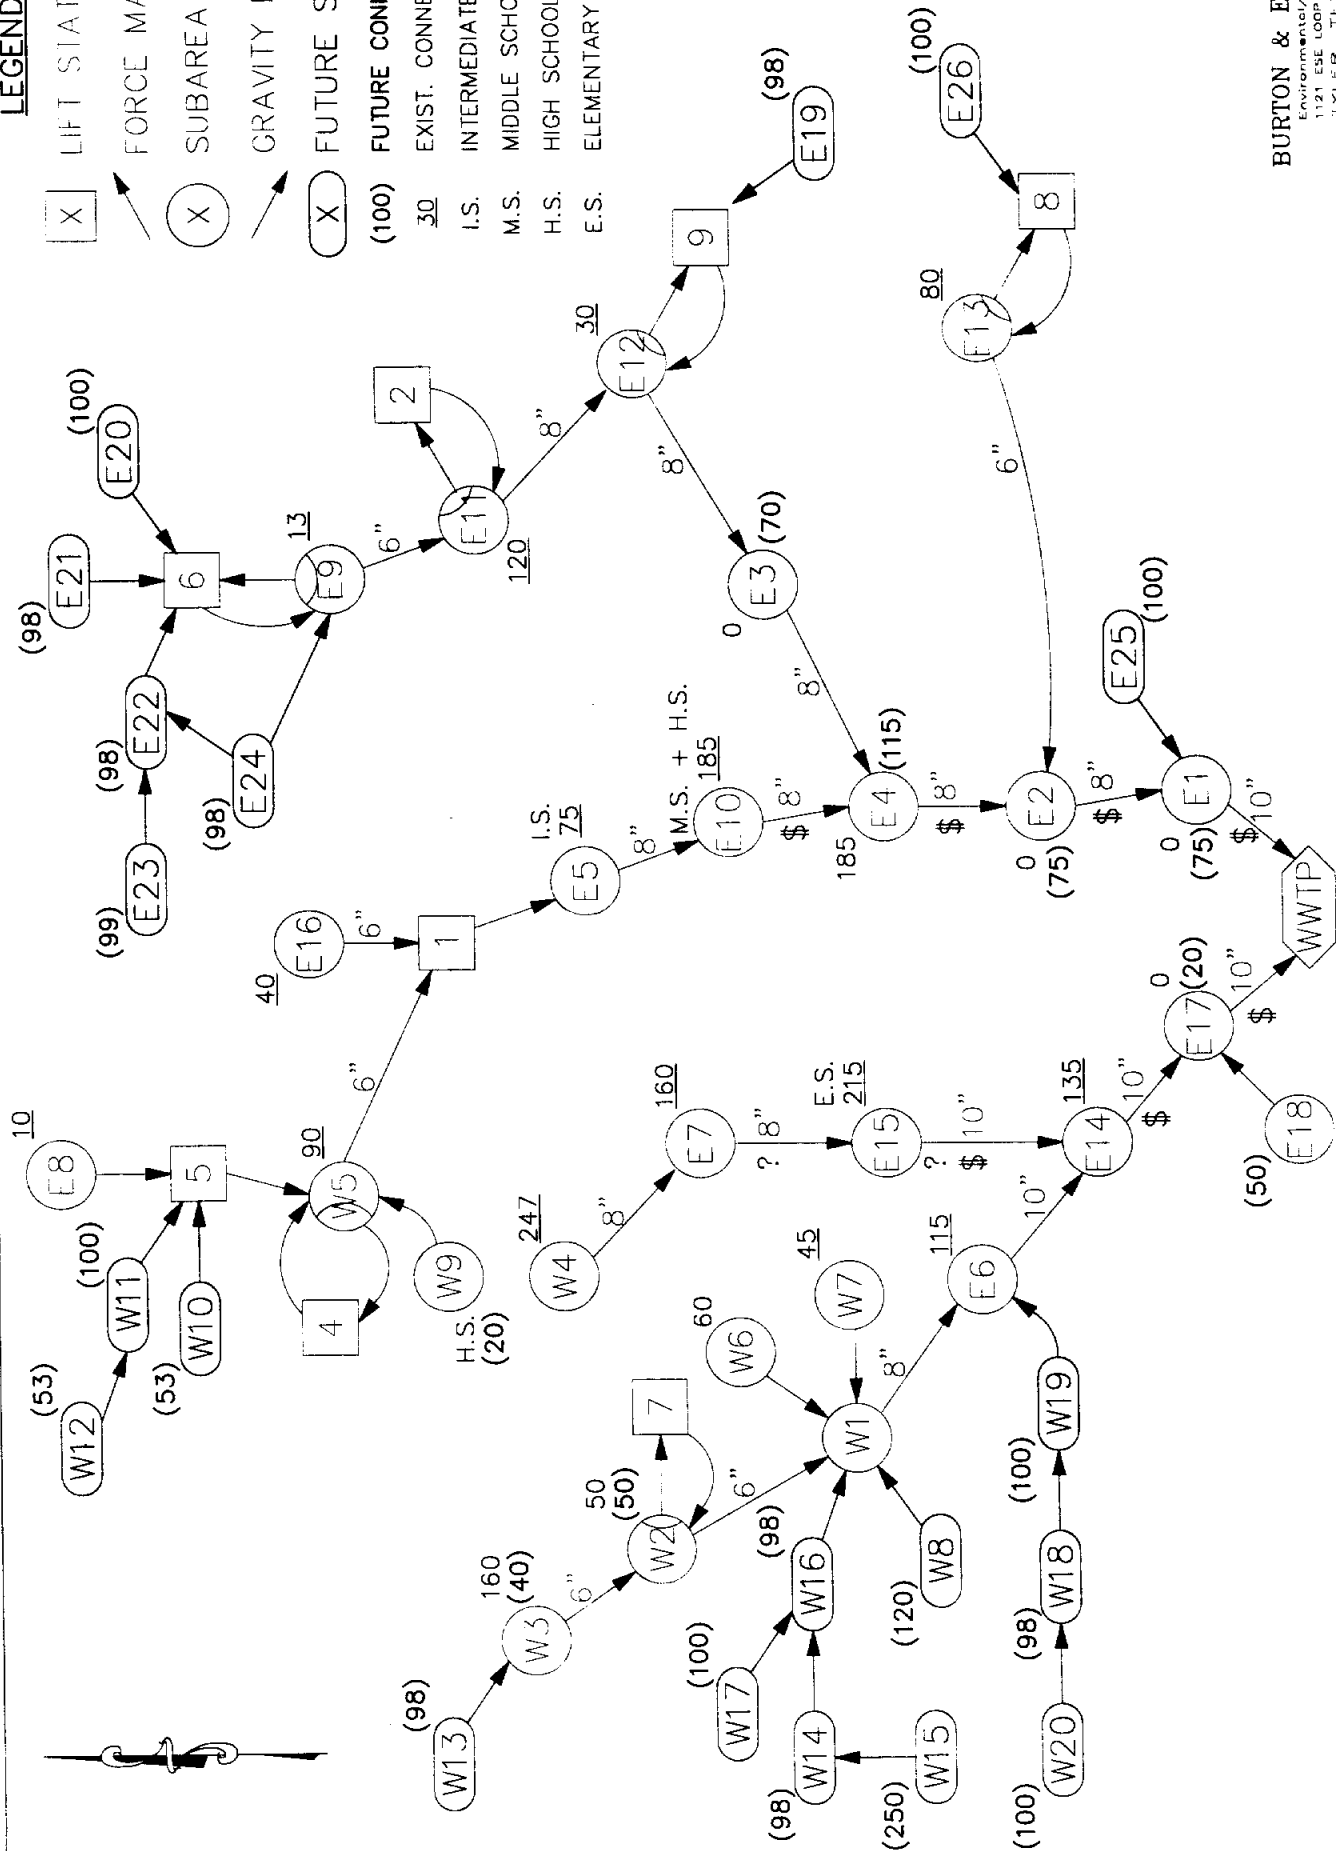 LEGEND
X LIFT STAT
FORCE MA
X SUBAREA
GRAVITY
X FUTURE S
(100) FUTURE CONN
30 EXIST. CONNE
I.S. INTERMEDIATE
M.S. MIDDLE SCHO
H.S. HIGH SCHOOL
E.S. ELEMENTARY
10
E8
(53)
W12
(100)
W11
(53)
W10
5
90
W5
4
W9
H.S.
(20)
6"
40
E16
6"
1
I.S.
75
E5
8"
M.S. + H.S.
185
E10
8"
$
(99)
E23
(98)
E22
(98)
E21
(100)
E20
(98)
E24
6
13
E9
6"
2
E11
120
8"
30
E12
9
(98)
E19
8"
0
E3
(70)
8"
185
E4
(115)
8"
$
80
E13
8
(100)
E26
6"
0
(75)
E2
8"
$
E25
(100)
0
(75)
E1
10"
$
WWTP
247
W4
8"
160
E7
8"
?
E.S.
215
E15
10"
?
$
135
E14
10"
$
0
(20)
E17
10"
$
(50)
E18
(98)
W13
160
(40)
W3
6"
50
(50)
W2
7
6"
60
W6
45
W7
W1
8"
115
E6
10"
(100)
W17
(98)
W16
(98)
W14
(250)
W15
(120)
W8
(100)
W19
(98)
W18
(100)
W20
BURTON & E
Environmental/
1121 ESE LOOP